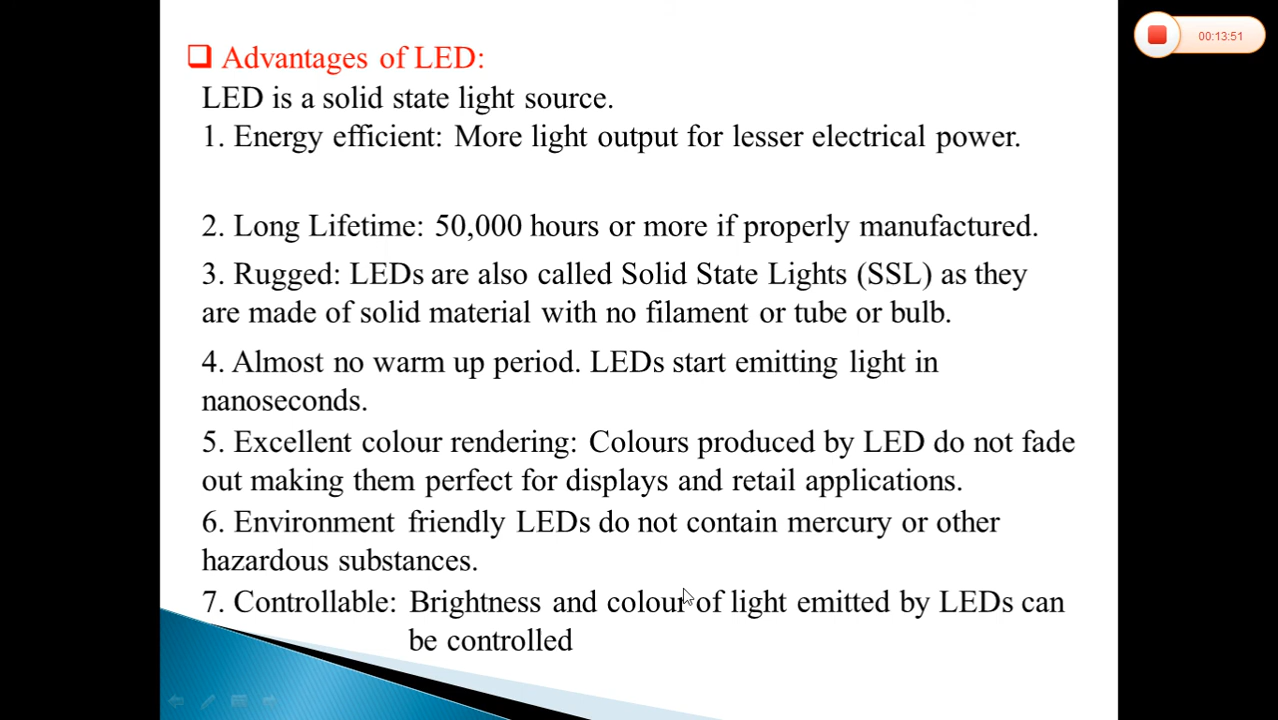 00:13:51
Advantages of LED:
LED is a solid state light source.
1. Energy efficient: More light output for lesser electrical power.
2. Long Lifetime: 50,000 hours or more if properly manufactured.
3. Rugged: LEDs are also called Solid State Lights (SSL) as they
are made of solid material with no filament or tube or bulb.
4. Almost no warm up period. LEDs start emitting light in
nanoseconds.
5. Excellent colour rendering: Colours produced by LED do not fade
out making them perfect for displays and retail applications.
6. Environment friendly LEDs do not contain mercury or other
hazardous substances.
7. Controllable: Brightness and colour of light emitted by LEDs can
be controlled